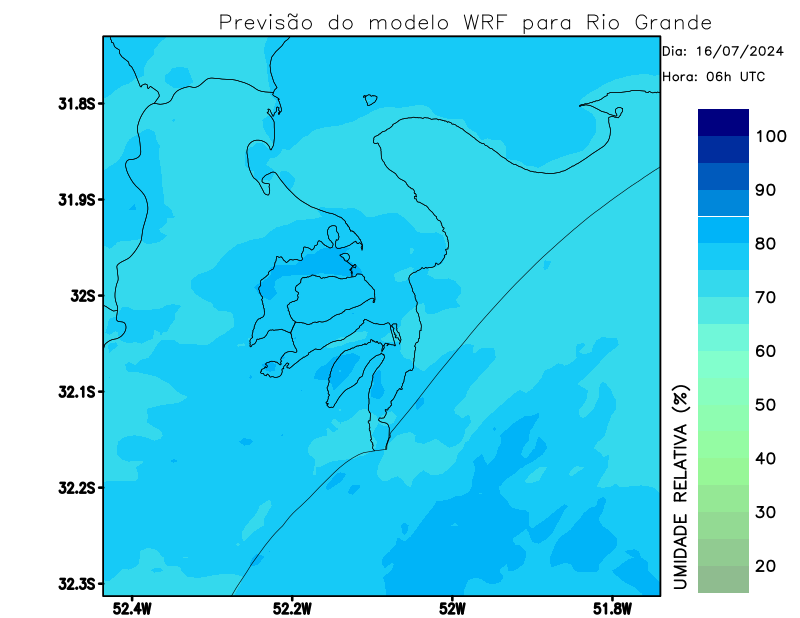 Previsão do modelo WRF para Rio Grande
Dia: 16/07/2024
Hora: 06h UTC
31.8S
31.9S
32S
32.1S
32.2S
32.3S
52.4W
52.2W
52W
51.8W
100
90
80
70
60
50
40
30
20
UMIDADE RELATIVA (%)